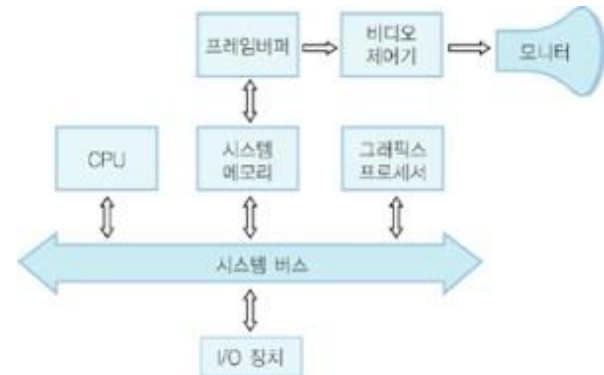 프레임버퍼
비디오
제어기
모니터
CPU
시스템
메모리
그래픽스
프로세서
시스템 버스
I/O 장치